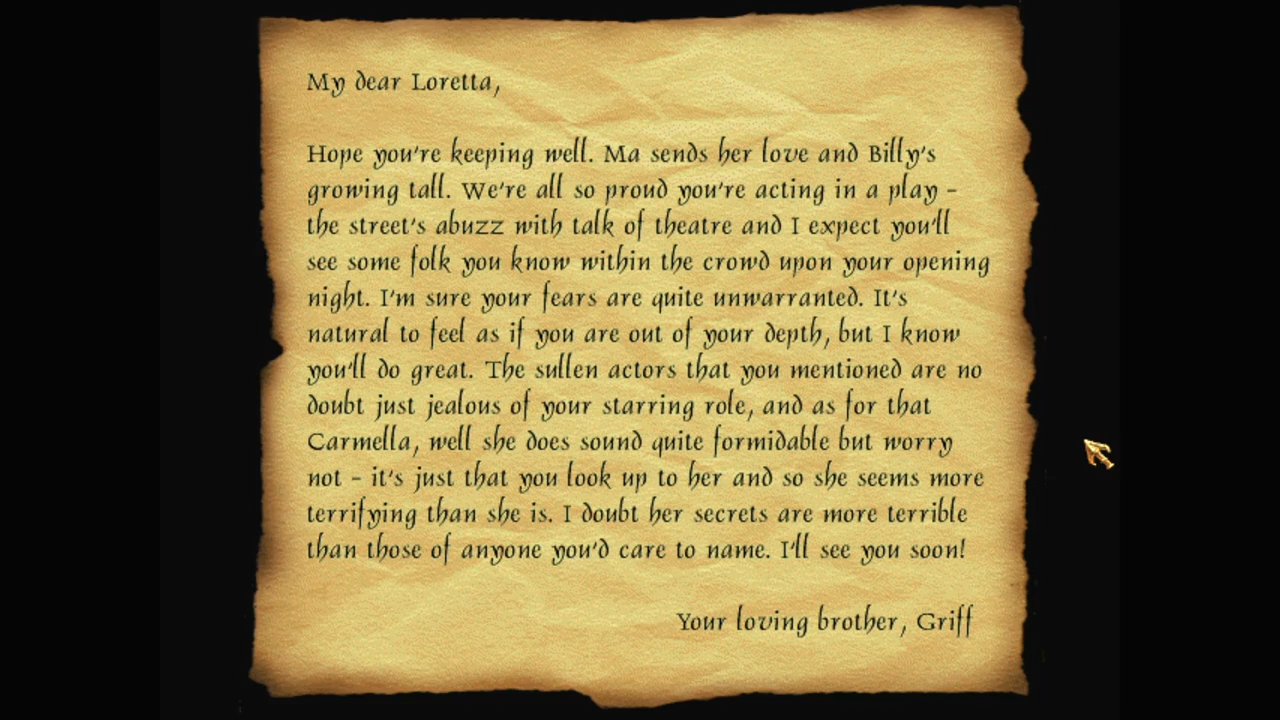 My dear Loretta,
Hope you're keeping well. Ma sends her love and Billy's
growing tall. We're all so proud you're acting in a play -
the street's abuzz with talk of theatre and I expect you'll
see some folk you know within the crowd upon your opening
night. I'm sure your fears are quite unwarranted. It's
natural to feel as if you are out of your depth, but I know
you'll do great. The sullen actors that you mentioned are no
doubt just jealous of your starring role, and as for that
Carmella, well she does sound quite formidable but worry
not - it's just that you look up to her and so she seems more
terrifying than she is. I doubt her secrets are more terrible
than those of anyone you'd care to name. I'll see you soon!
Your loving brother, Griff